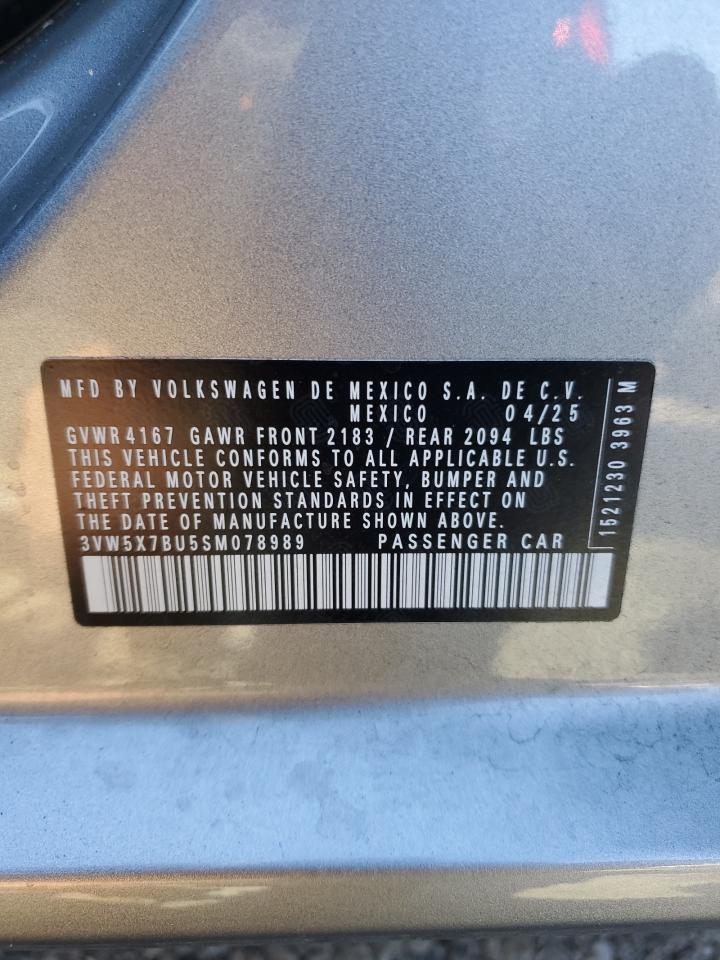 MFD BY VOLKSWAGEN DE MEXICO S.A. DE C.V.
MEXICO 04/25
GVWR 4167 GAWR FRONT 2183 / REAR 2094 LBS
THIS VEHICLE CONFORMS TO ALL APPLICABLE U.S.
FEDERAL MOTOR VEHICLE SAFETY, BUMPER AND
THEFT PREVENTION STANDARDS IN EFFECT ON
THE DATE OF MANUFACTURE SHOWN ABOVE.
3VW5X7BU5SM078989 PASSENGER CAR
1521230 3963 M